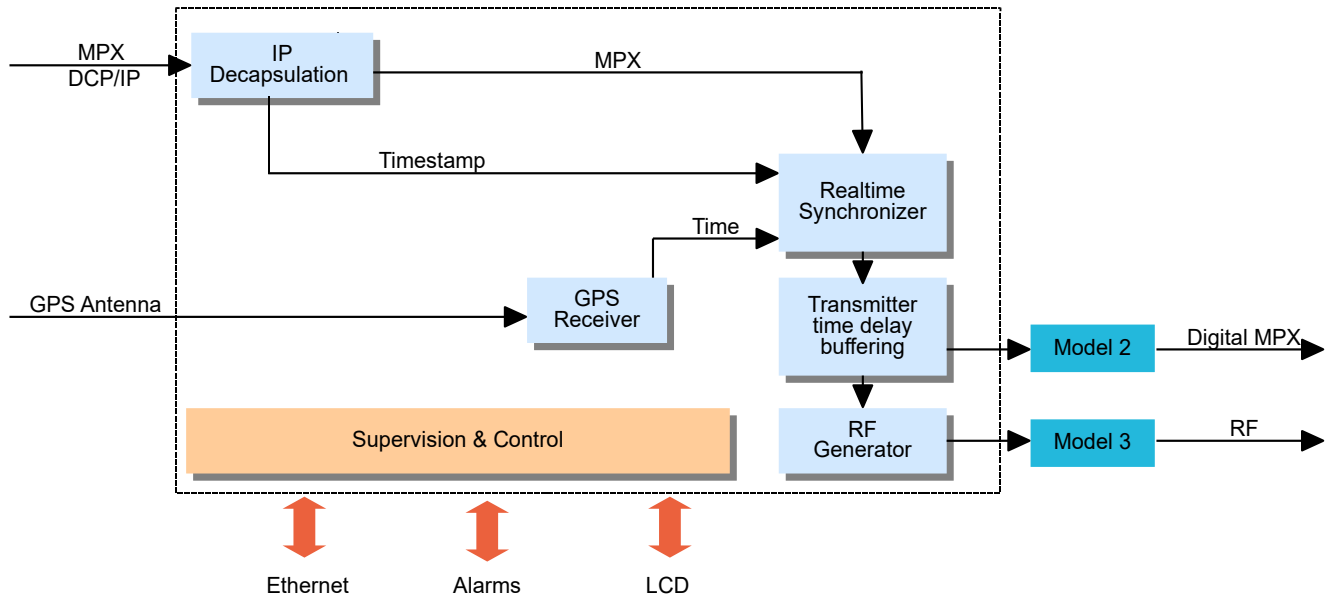 MPX
DCP/IP
IP
Decapsulation
MPX
Timestamp
Realtime
Synchronizer
Time
GPS Antenna
GPS
Receiver
Transmitter
time delay
buffering
Model 2
Digital MPX
Supervision & Control
RF
Generator
Model 3
RF
Ethernet
Alarms
LCD